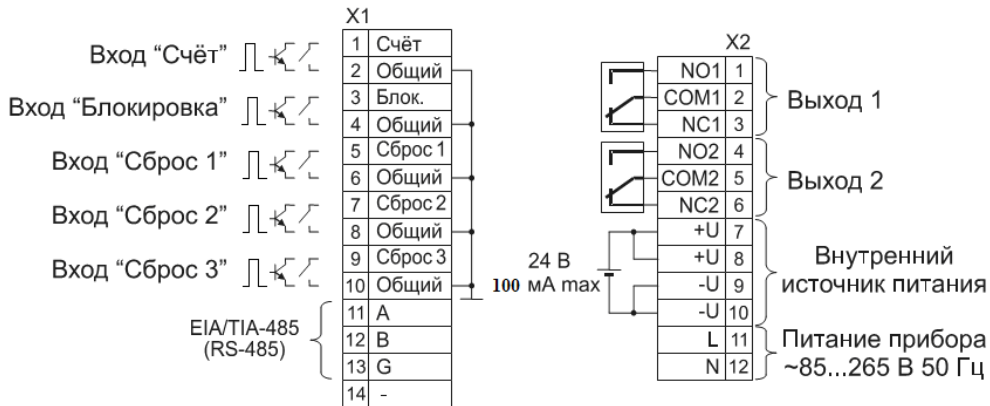 X1
Вход “Счёт”
1 Счёт
2 Общий
Вход “Блокировка”
3 Блок.
4 Общий
Вход “Сброс 1”
5 Сброс 1
6 Общий
Вход “Сброс 2”
7 Сброс 2
8 Общий
Вход “Сброс 3”
9 Сброс 3
10 Общий
EIA/TIA-485
(RS-485)
11 A
12 B
13 G
14 -
X2
NO1 1
COM1 2
NC1 3
Выход 1
NO2 4
COM2 5
NC2 6
Выход 2
24 В
100 мА max
+U 7
+U 8
-U 9
-U 10
Внутренний
источник питания
L 11
N 12
Питание прибора
~85...265 В 50 Гц